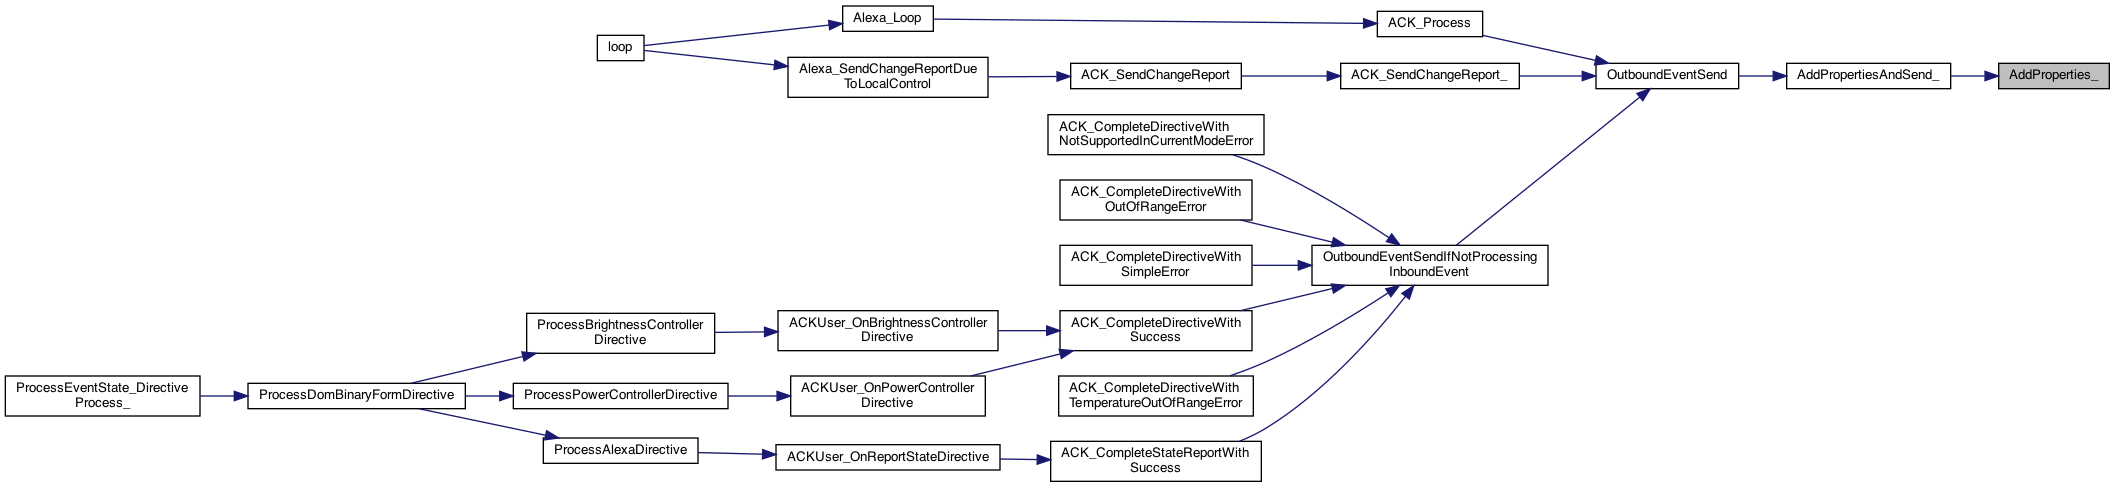 Alexa_Loop
ACK_Process
loop
Alexa_SendChangeReportDue
ToLocalControl
ACK_SendChangeReport
ACK_SendChangeReport_
OutboundEventSend
AddPropertiesAndSend_
AddProperties_
ACK_CompleteDirectiveWith
NotSupportedInCurrentModeError
ACK_CompleteDirectiveWith
OutOfRangeError
ACK_CompleteDirectiveWith
SimpleError
OutboundEventSendIfNotProcessing
InboundEvent
ProcessBrightnessController
Directive
ACKUser_OnBrightnessController
Directive
ACK_CompleteDirectiveWith
Success
ProcessEventState_Directive
Process_
ProcessDomBinaryFormDirective
ProcessPowerControllerDirective
ACKUser_OnPowerController
Directive
ACK_CompleteDirectiveWith
TemperatureOutOfRangeError
ProcessAlexaDirective
ACKUser_OnReportStateDirective
ACK_CompleteStateReportWith
Success